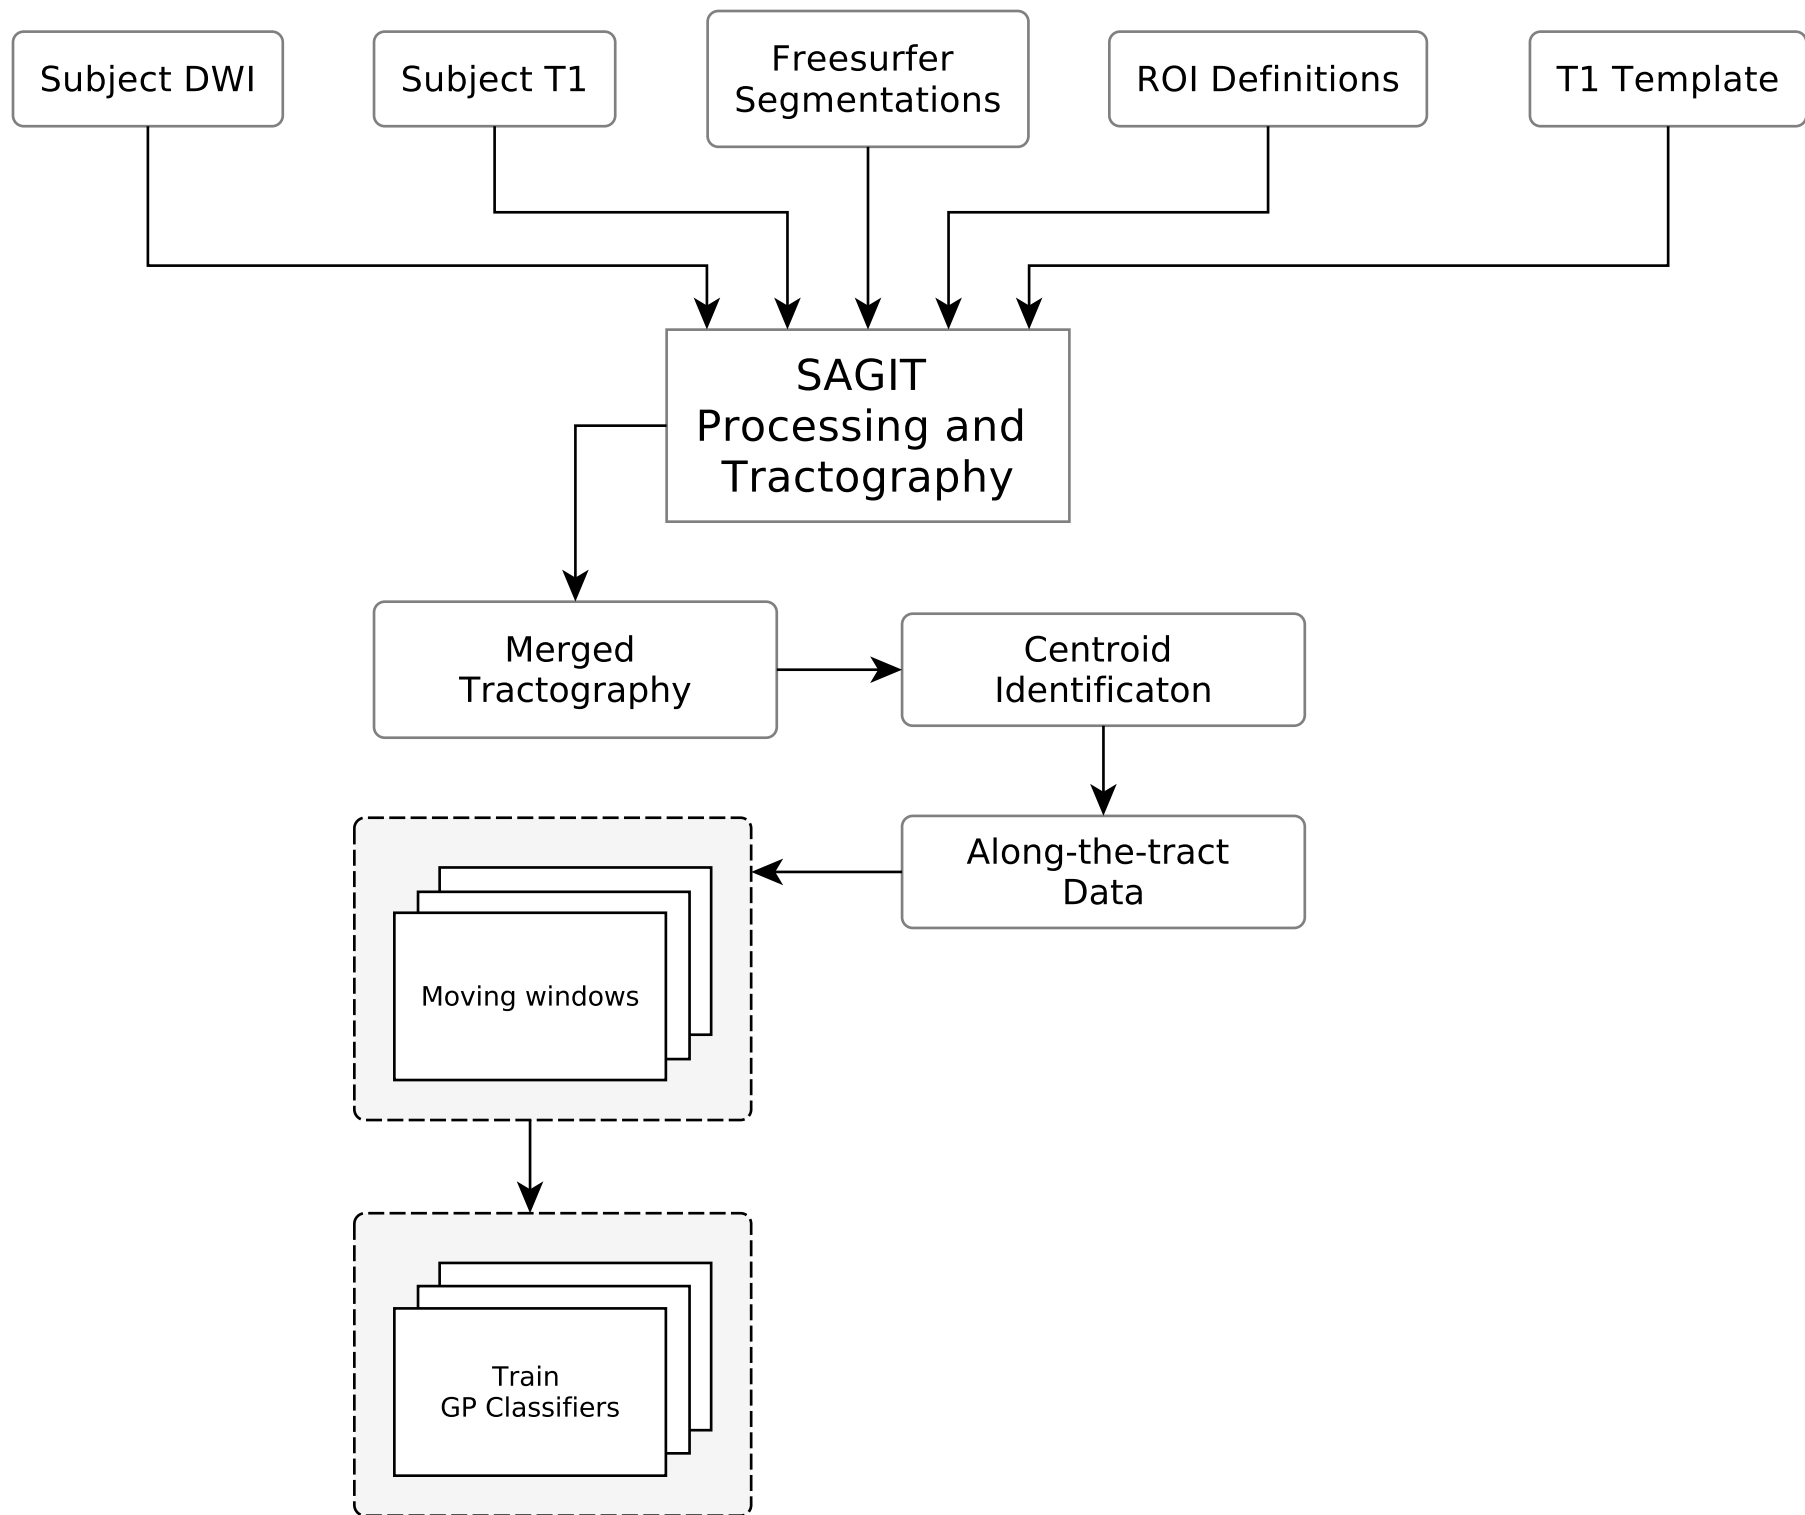 Subject DWI
Subject T1
Freesurfer
Segmentations
ROI Definitions
T1 Template
SAGIT
Processing and
Tractography
Merged
Tractography
Centroid
Identificaton
Along-the-tract
Data
Moving windows
Train
GP Classifiers